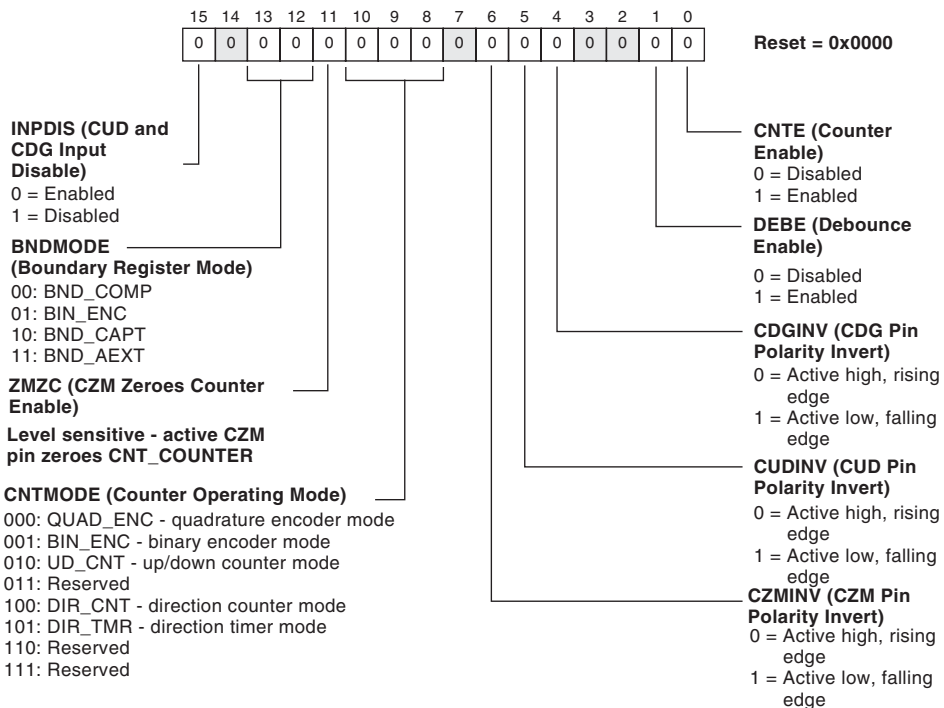 15 14 13 12 11 10 9 8 7 6 5 4 3 2 1 0
0 0 0 0 0 0 0 0 0 0 0 0 0 0 0 0
Reset = 0x0000
INPDIS (CUD and
CDG Input
Disable)
0 = Enabled
1 = Disabled
BNDMODE
(Boundary Register Mode)
00: BND_COMP
01: BIN_ENC
10: BND_CAPT
11: BND_AEXT
ZMZC (CZM Zeroes Counter
Enable)
Level sensitive - active CZM
pin zeroes CNT_COUNTER
CNTMODE (Counter Operating Mode)
000: QUAD_ENC - quadrature encoder mode
001: BIN_ENC - binary encoder mode
010: UD_CNT - up/down counter mode
011: Reserved
100: DIR_CNT - direction counter mode
101: DIR_TMR - direction timer mode
110: Reserved
111: Reserved
CNTE (Counter
Enable)
0 = Disabled
1 = Enabled
DEBE (Debounce
Enable)
0 = Disabled
1 = Enabled
CDGINV (CDG Pin
Polarity Invert)
0 = Active high, rising
edge
1 = Active low, falling
edge
CUDINV (CUD Pin
Polarity Invert)
0 = Active high, rising
edge
1 = Active low, falling
edge
CZMINV (CZM Pin
Polarity Invert)
0 = Active high, rising
edge
1 = Active low, falling
edge